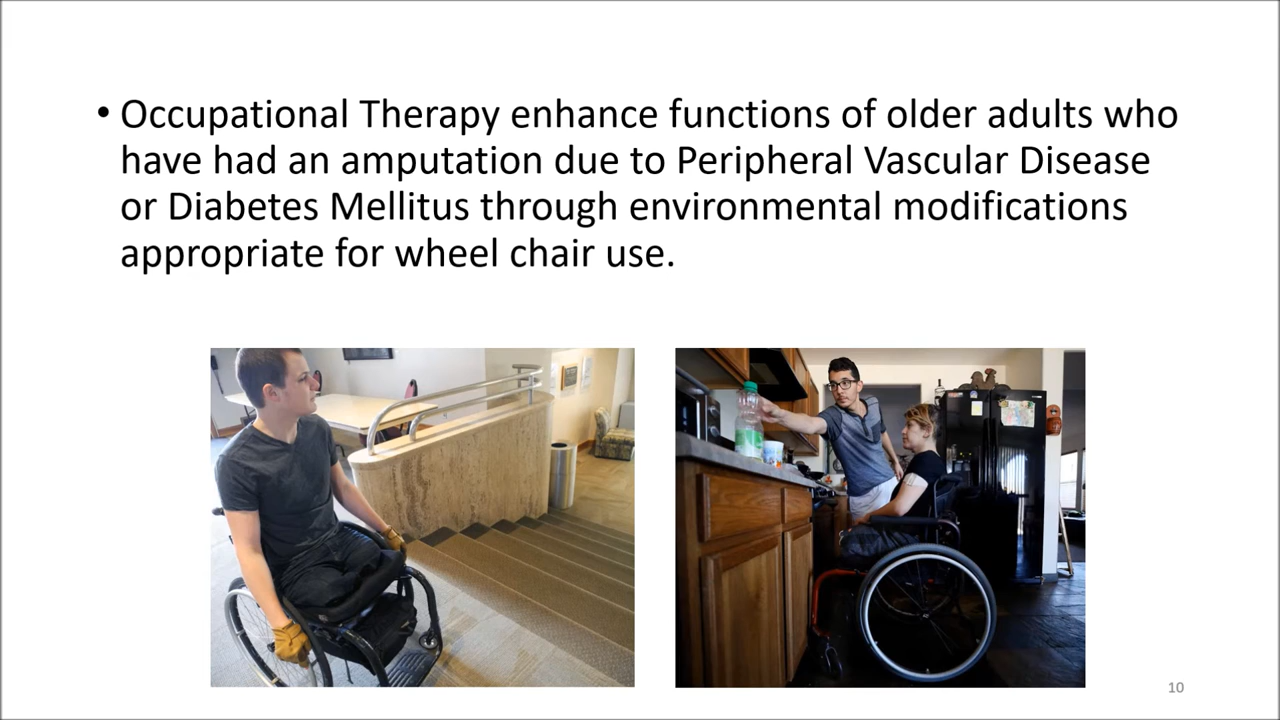 • Occupational Therapy enhance functions of older adults who
have had an amputation due to Peripheral Vascular Disease
or Diabetes Mellitus through environmental modifications
appropriate for wheel chair use.
10